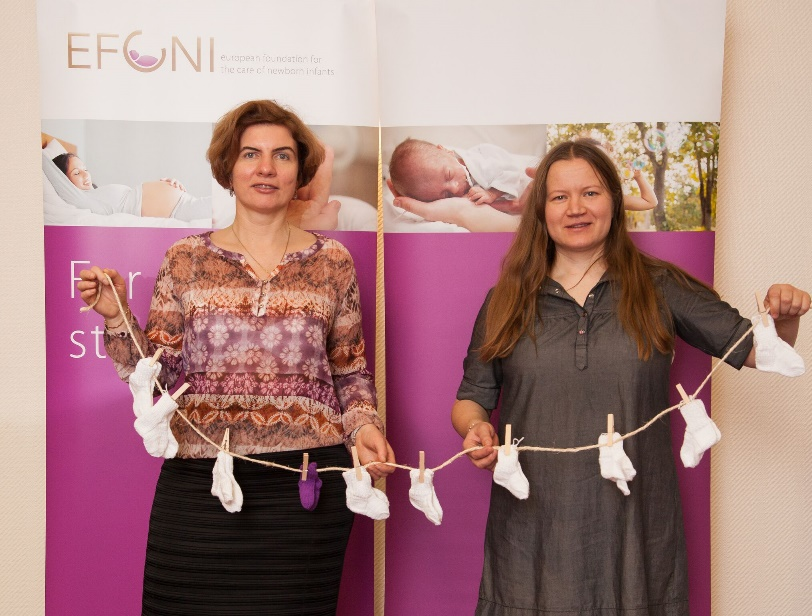 EFCNI
european foundation for
the care of newborn infants